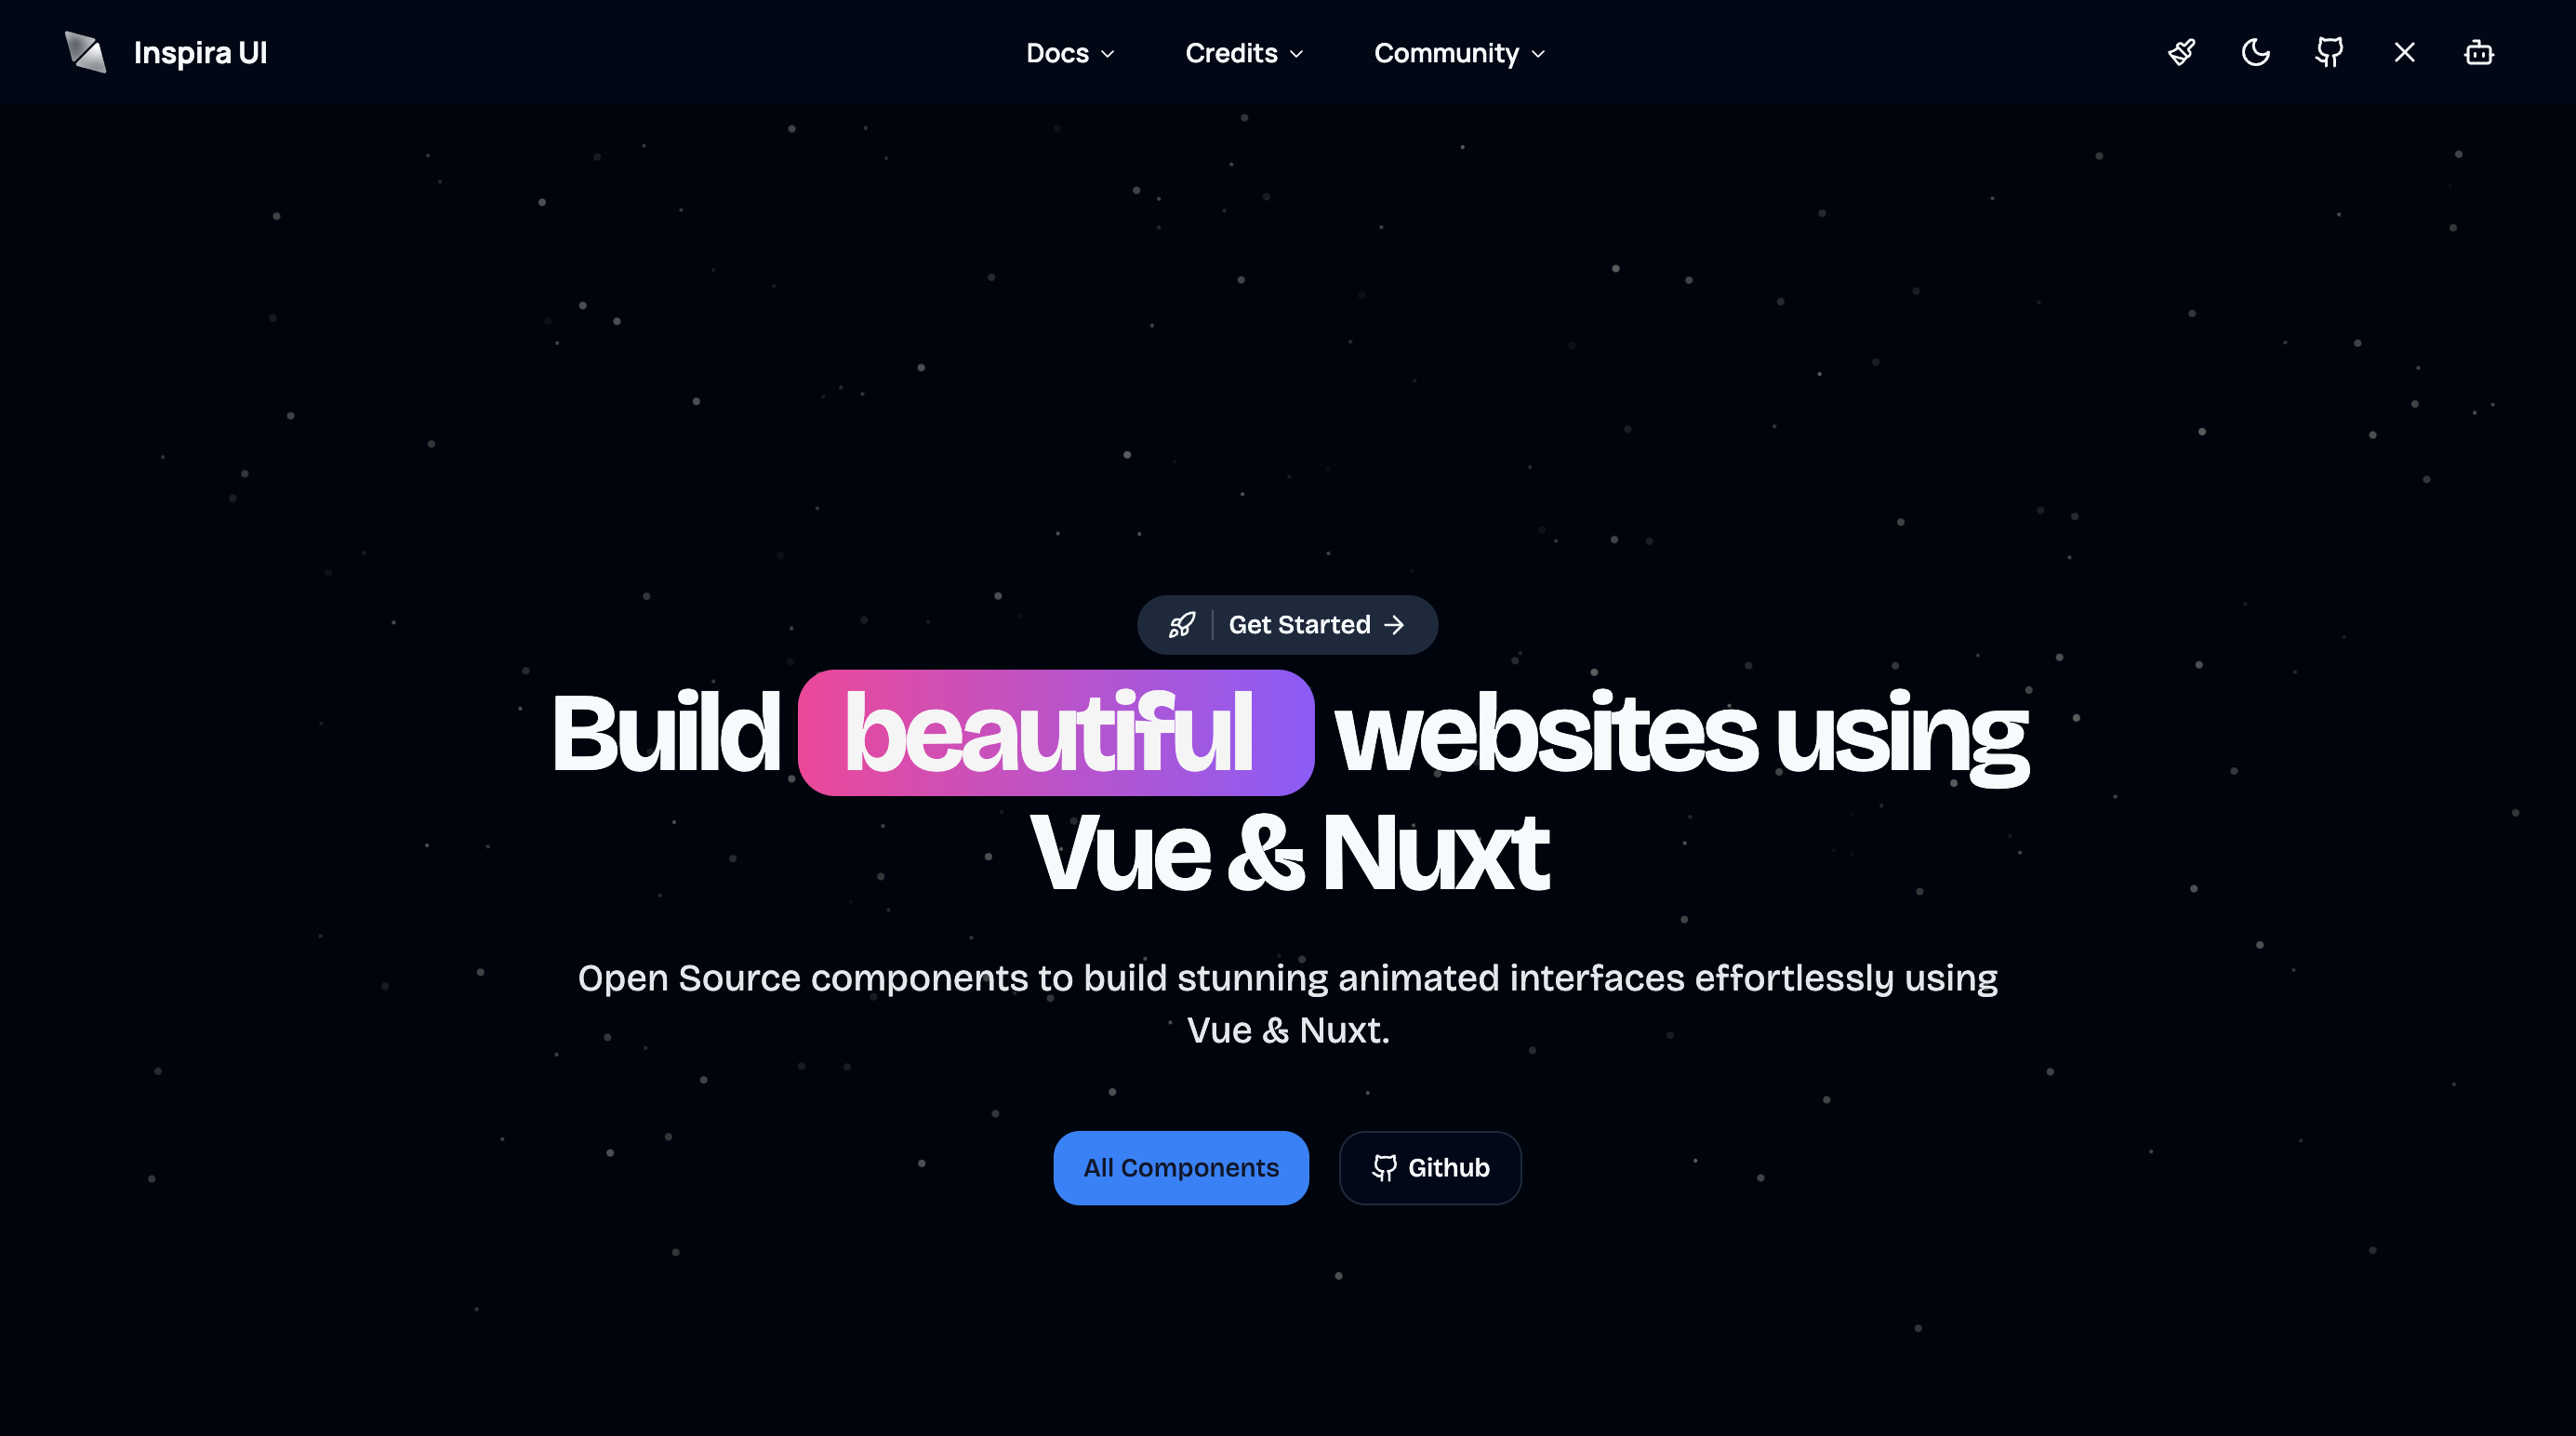 Inspira UI
Docs
Credits
Community
Get Started
Build beautiful websites using
Vue & Nuxt
Open Source components to build stunning animated interfaces effortlessly using
Vue & Nuxt.
All Components
Github